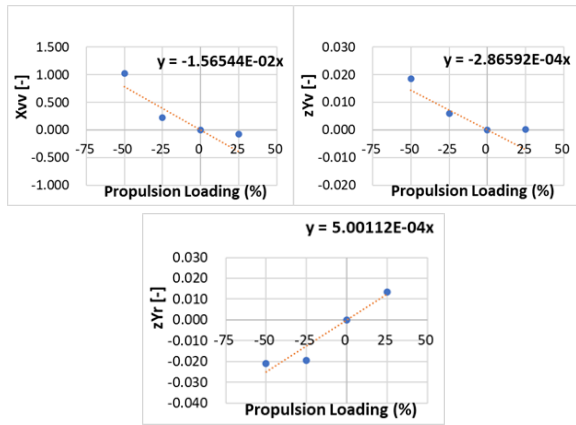 y = -1.56544E-02x
Xvv [-]
1.500
1.000
0.500
0.000
-0.500
-1.000
-75 -50 -25 0 25 50
Propulsion Loading (%)
y = -2.86592E-04x
zYv [-]
0.030
0.020
0.010
0.000
-0.010
-0.020
-75 -50 -25 0 25 50
Propulsion Loading (%)
y = 5.00112E-04x
zYr [-]
0.030
0.020
0.010
0.000
-0.010
-0.020
-0.030
-0.040
-75 -50 -25 0 25 50
Propulsion Loading (%)